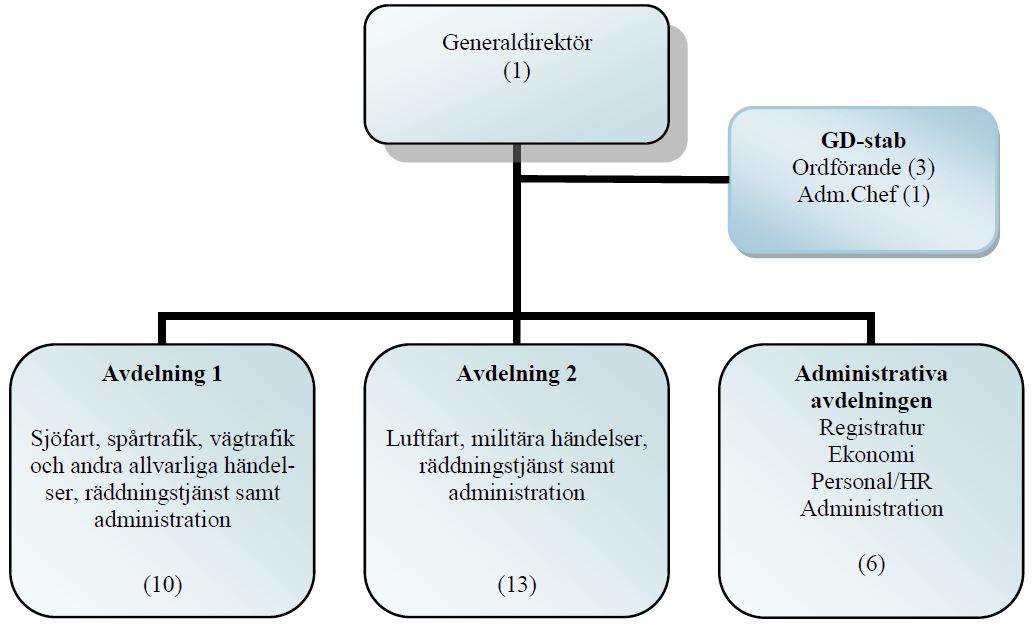 Generaldirektör
(1)
GD-stab
Ordförande (3)
Adm.Chef (1)
Avdelning 1
Sjöfart, spårtrafik, vägtrafik
och andra allvarliga händel-
ser, räddningstjänst samt
administration
(10)
Avdelning 2
Luftfart, militära händelser,
räddningstjänst samt
administration
(13)
Administrativa
avdelningen
Registratur
Ekonomi
Personal/HR
Administration
(6)